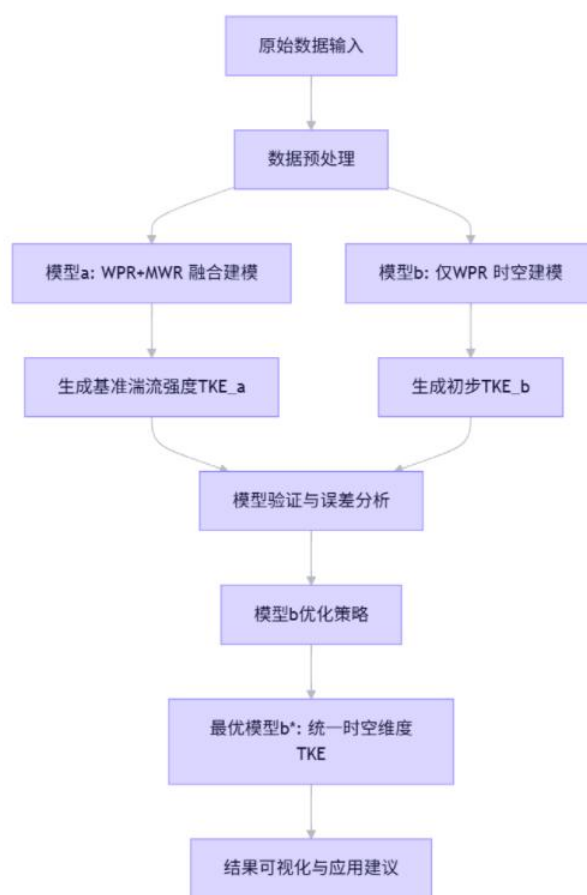 原始数据输入
数据预处理
模型a: WPR+MWR 融合建模
模型b: 仅WPR 时空建模
生成基准湍流强度TKE_a
生成初步TKE_b
模型验证与误差分析
模型b优化策略
最优模型b*: 统一时空维度
TKE
结果可视化与应用建议